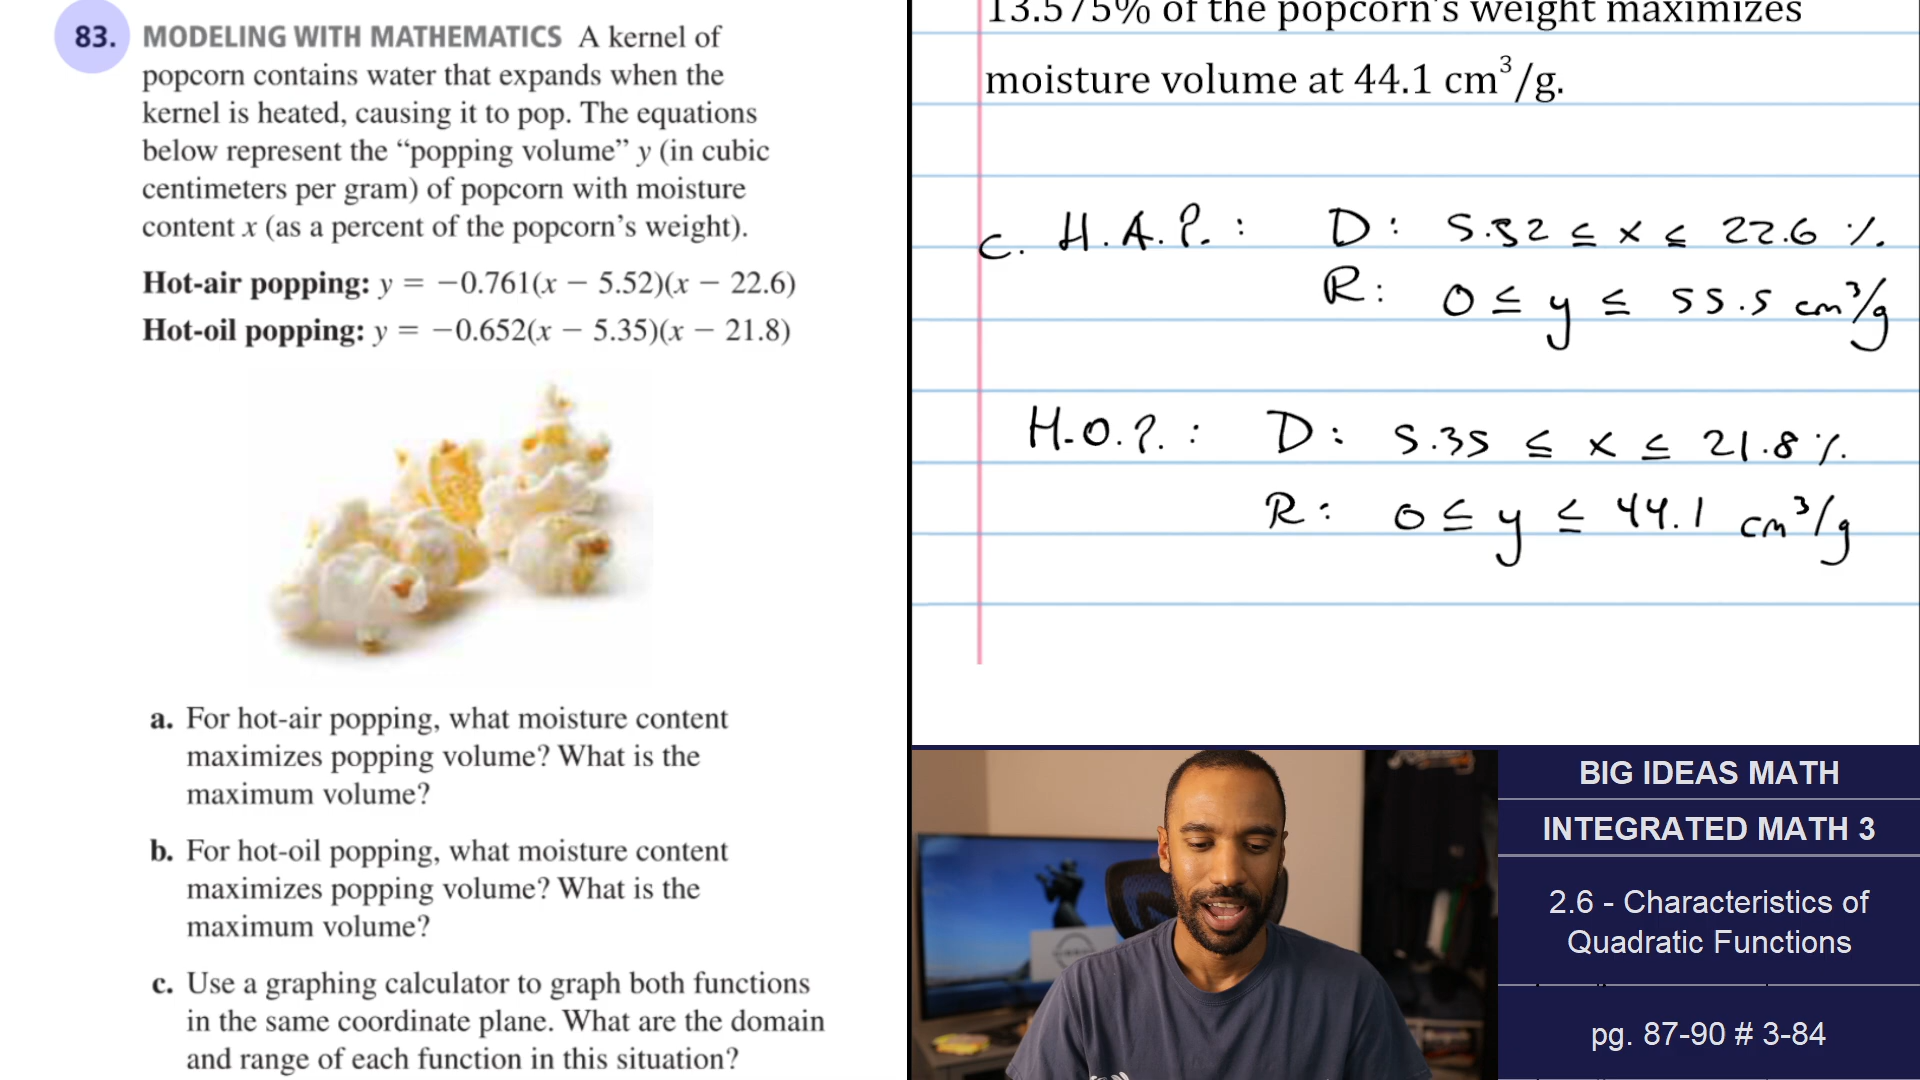 83. MODELING WITH MATHEMATICS A kernel of
popcorn contains water that expands when the
kernel is heated, causing it to pop. The equations
below represent the “popping volume” y (in cubic
centimeters per gram) of popcorn with moisture
content x (as a percent of the popcorn’s weight).
Hot-air popping: y = −0.761(x − 5.52)(x − 22.6)
Hot-oil popping: y = −0.652(x − 5.35)(x − 21.8)
a. For hot-air popping, what moisture content
maximizes popping volume? What is the
maximum volume?
b. For hot-oil popping, what moisture content
maximizes popping volume? What is the
maximum volume?
c. Use a graphing calculator to graph both functions
in the same coordinate plane. What are the domain
and range of each function in this situation?
13.575% of the popcorn's weight maximizes
moisture volume at 44.1 cm³/g.
c. H.A.P.: D: 5.52 ≤ x ≤ 22.6 %.
R: 0 ≤ y ≤ 55.5 cm³/g
H.O.P.: D: 5.35 ≤ x ≤ 21.8 %.
R: 0 ≤ y ≤ 44.1 cm³/g
BIG IDEAS MATH
INTEGRATED MATH 3
2.6 - Characteristics of
Quadratic Functions
pg. 87-90 # 3-84